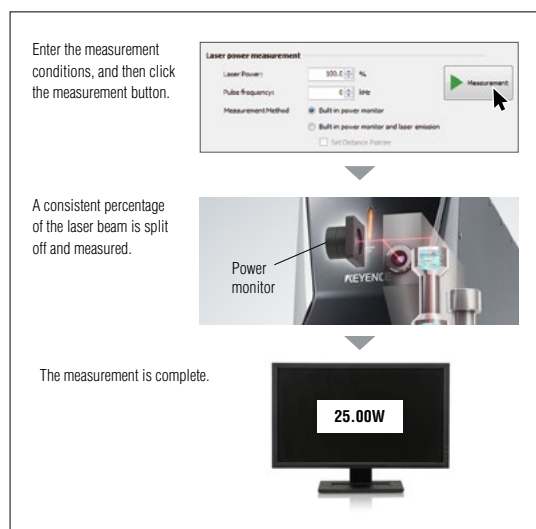 Enter the measurement
conditions, and then click
the measurement button.
Laser power measurement
Laser Power:
100.0 %
Measurement
Pulse frequency:
0 kHz
Measurement Method
Built-in power monitor
Built-in power monitor and laser emission
Set Distance Pointer
A consistent percentage
of the laser beam is split
off and measured.
Power
monitor
KEYENCE
The measurement is complete.
25.00W